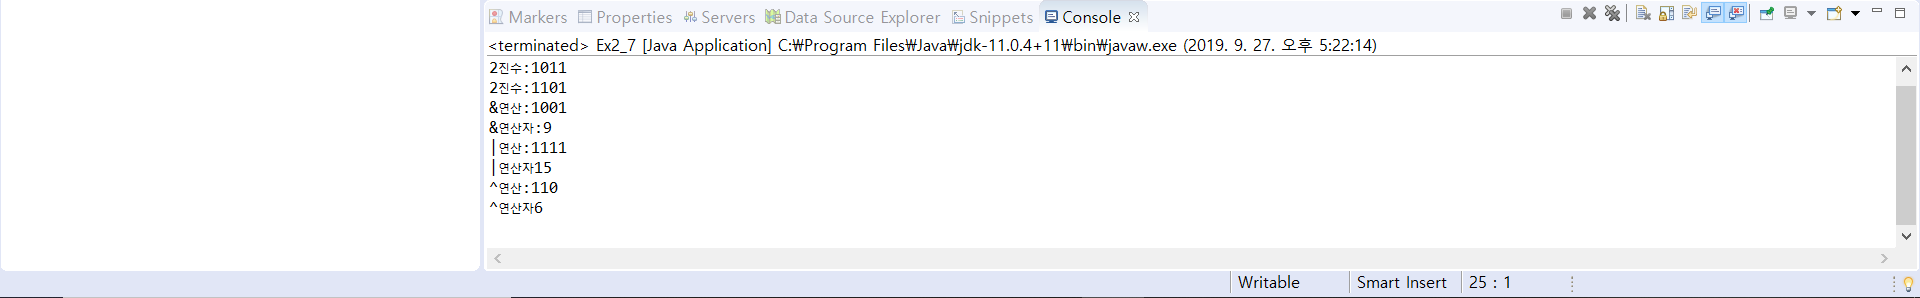 Markers Properties Servers Data Source Explorer Snippets Console
<terminated> Ex2_7 [Java Application] C:₩Program Files₩Java₩jdk-11.0.4+11₩bin₩javaw.exe (2019. 9. 27. 오후 5:22:14)
2진수:1011
2진수:1101
&연산:1001
&연산자:9
|연산:1111
|연산자15
^연산:110
^연산자6
Writable Smart Insert 25 : 1